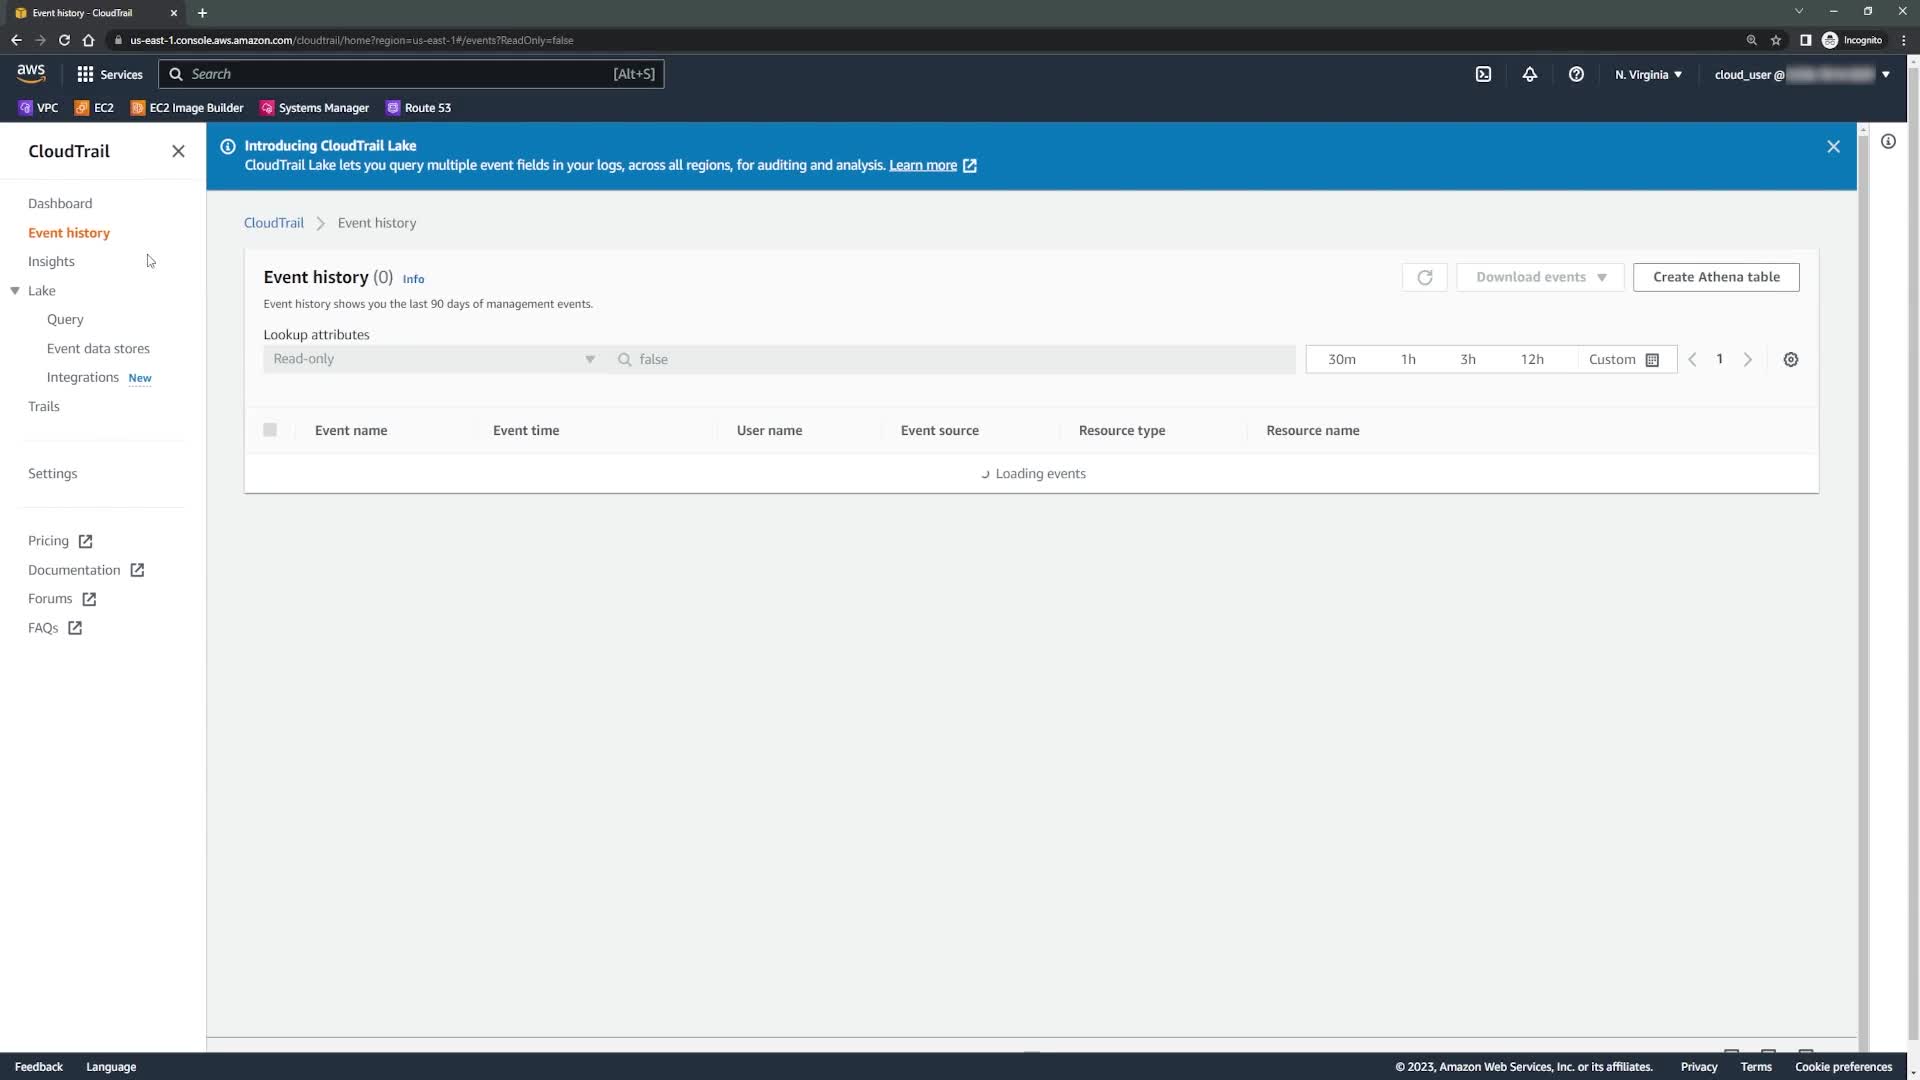 Event history - CloudTrail
us-east-1.console.aws.amazon.com/cloudtrail/home?region=us-east-1#/events?ReadOnly=false
Incognito
aws
Services
Search
[Alt+S]
N. Virginia
cloud_user @
VPC
EC2
EC2 Image Builder
Systems Manager
Route 53
CloudTrail
Dashboard
Event history
Insights
Lake
Query
Event data stores
Integrations New
Trails
Settings
Pricing
Documentation
Forums
FAQs
Introducing CloudTrail Lake
CloudTrail Lake lets you query multiple event fields in your logs, across all regions, for auditing and analysis. Learn more
CloudTrail
Event history
Event history (0) Info
Download events
Create Athena table
Event history shows you the last 90 days of management events.
Lookup attributes
Read-only
false
30m 1h 3h 12h Custom
1
Event name Event time User name Event source Resource type Resource name
Loading events
Feedback Language
© 2023, Amazon Web Services, Inc. or its affiliates. Privacy Terms Cookie preferences